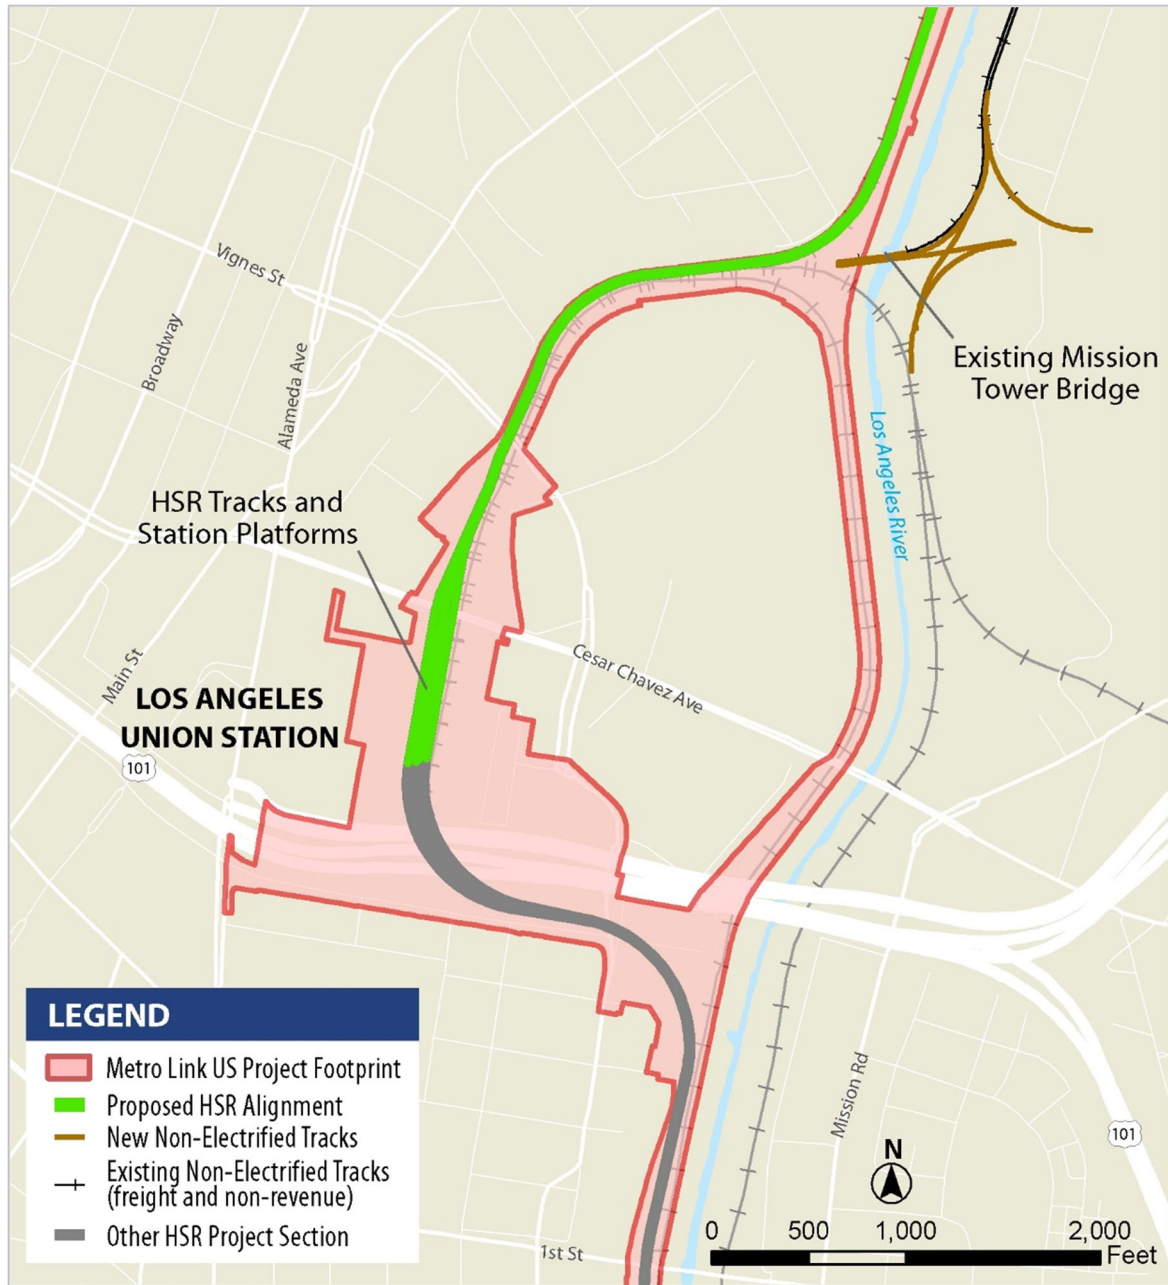 Vignes St
Broadway
Alameda Ave
Existing Mission
Tower Bridge
Los Angeles River
HSR Tracks and
Station Platforms
Main St
Cesar Chavez Ave
LOS ANGELES
UNION STATION
101
LEGEND
Metro Link US Project Footprint
Proposed HSR Alignment
New Non-Electrified Tracks
Existing Non-Electrified Tracks
(freight and non-revenue)
Other HSR Project Section
Mission Rd
101
N
0 500 1,000 2,000
Feet
1st St